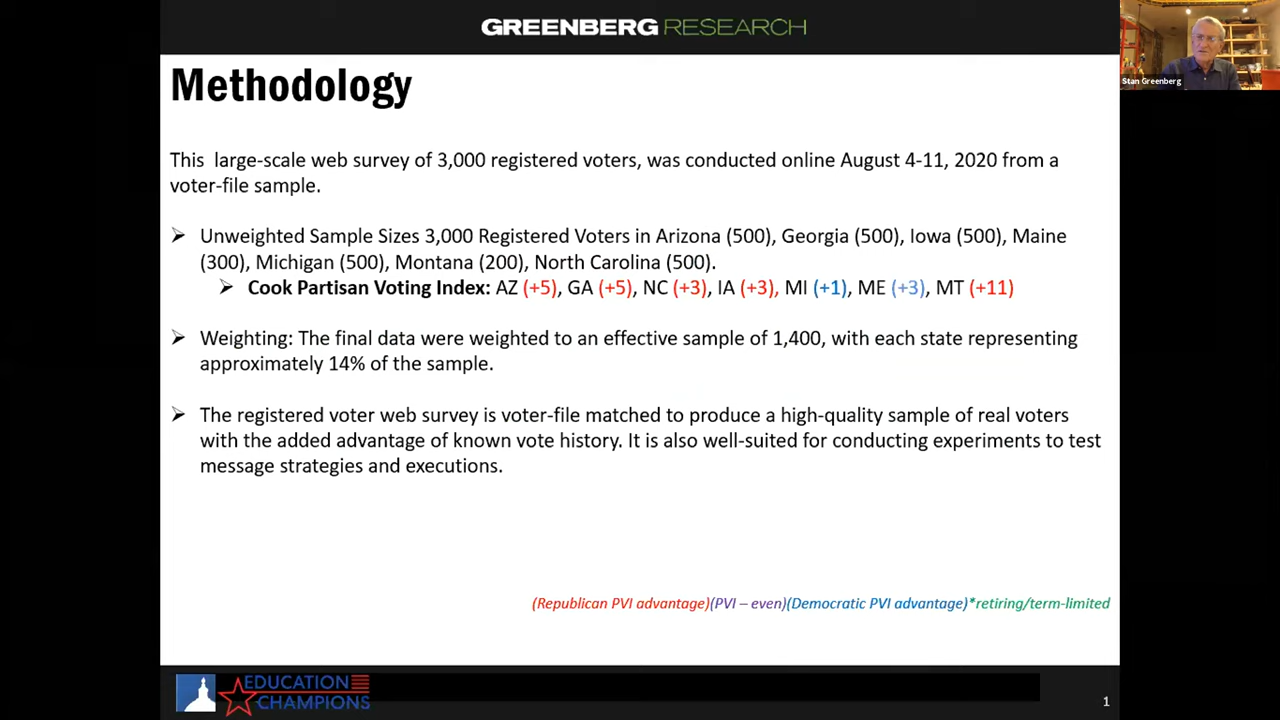 GREENBERG RESEARCH
Stan Greenberg
Methodology
This  large-scale web survey of 3,000 registered voters, was conducted online August 4-11, 2020 from a
voter-file sample.
➢ Unweighted Sample Sizes 3,000 Registered Voters in Arizona (500), Georgia (500), Iowa (500), Maine
(300), Michigan (500), Montana (200), North Carolina (500).
➢ Cook Partisan Voting Index: AZ (+5), GA (+5), NC (+3), IA (+3), MI (+1), ME (+3), MT (+11)
➢ Weighting: The final data were weighted to an effective sample of 1,400, with each state representing
approximately 14% of the sample.
➢ The registered voter web survey is voter-file matched to produce a high-quality sample of real voters
with the added advantage of known vote history. It is also well-suited for conducting experiments to test
message strategies and executions.
(Republican PVI advantage)(PVI – even)(Democratic PVI advantage)*retiring/term-limited
EDUCATION
CHAMPIONS
1